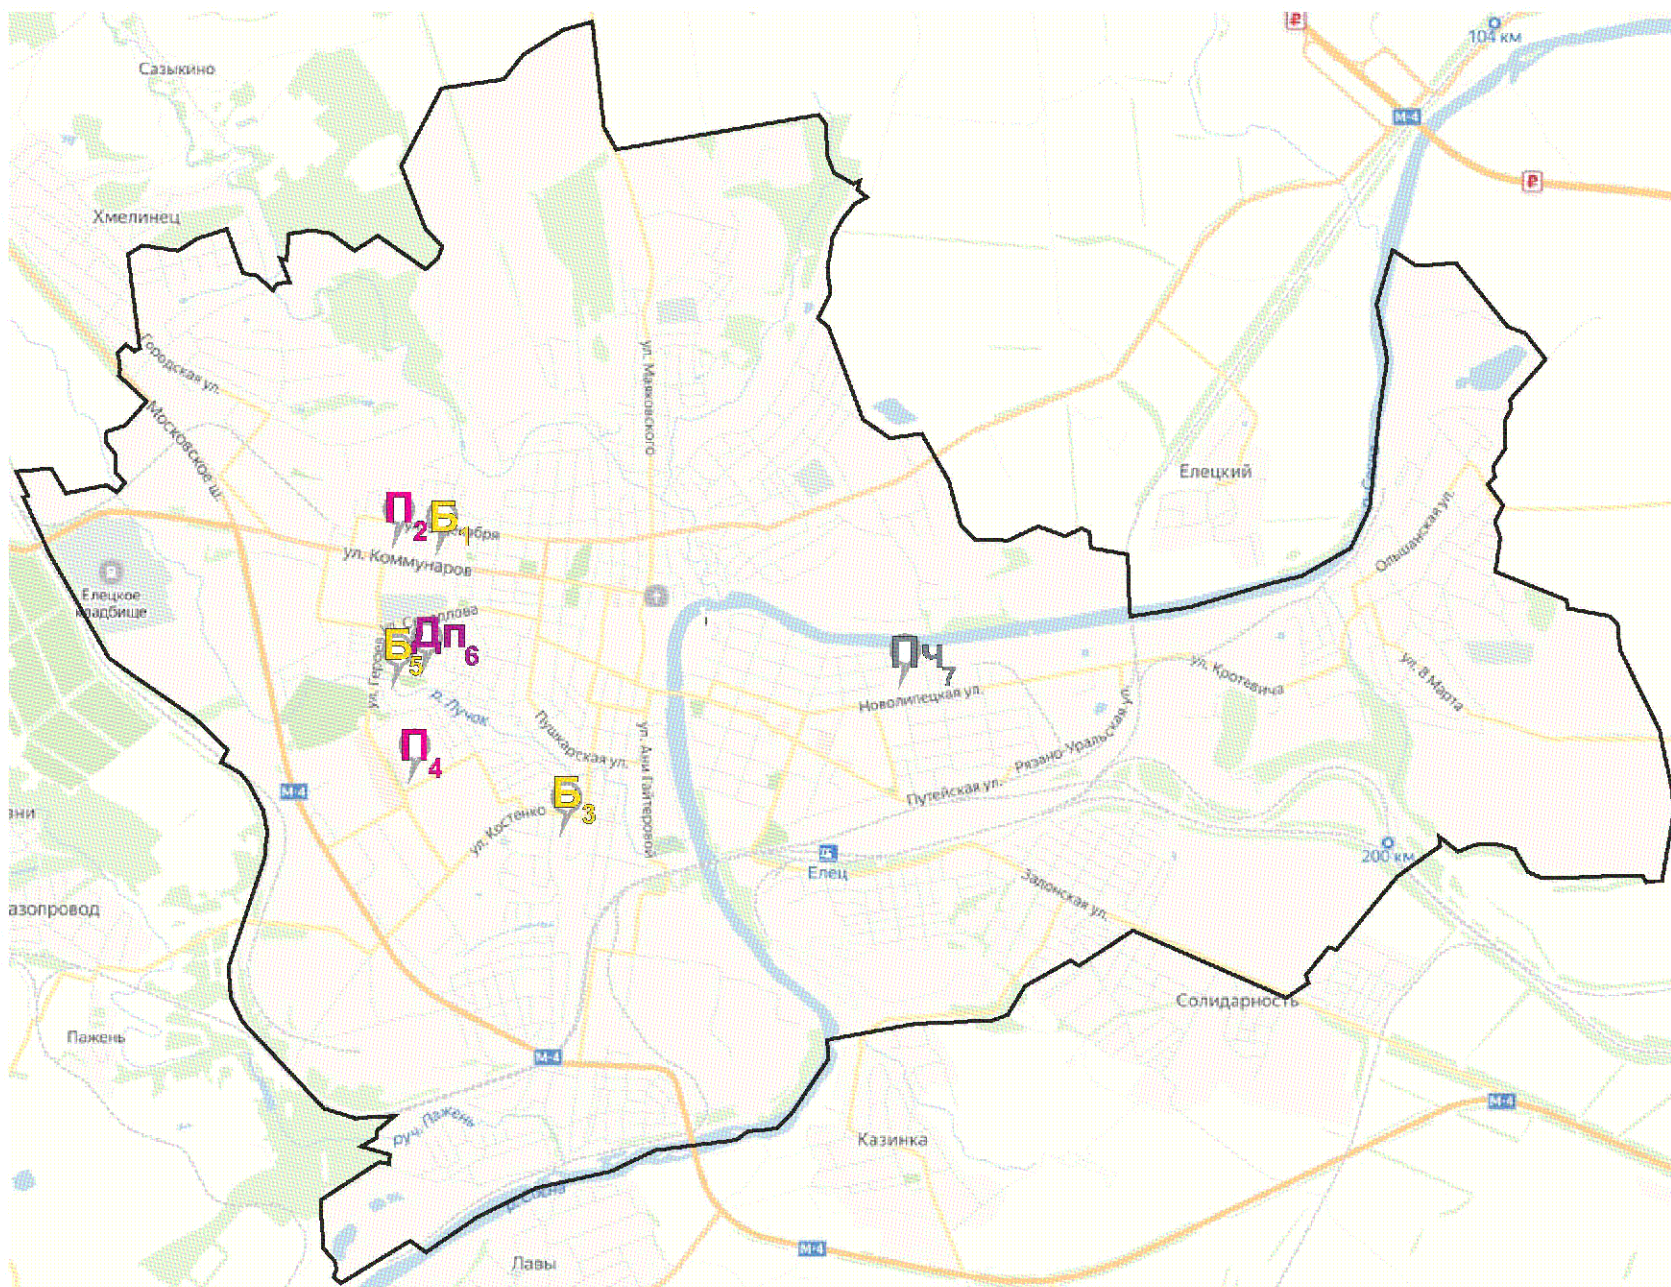 104 км
Сазыкино
М-4
₽
₽
Хмелинец
Городская ул.
ул. Маяковского
Московское ш.
Елецкий
Ольшанская ул.
П2
Б1
ул. Коммунаров
Елецкое
кладбище
Б5
Дп6
Пч7
ул. Героев
р. Лучок
Новолипецкая ул.
ул. Кротевича
ул. 8 Марта
П4
Пушкарская ул.
ул. Ани Гайтеровой
Рязано-Уральская ул.
Путейская ул.
М-4
Б3
ул. Костенко
Елец
200 км
Задонская ул.
азопровод
Солидарность
Пажень
М-4
М-4
руч. Пажень
Казинка
р. Сосна
М-4
Лавы